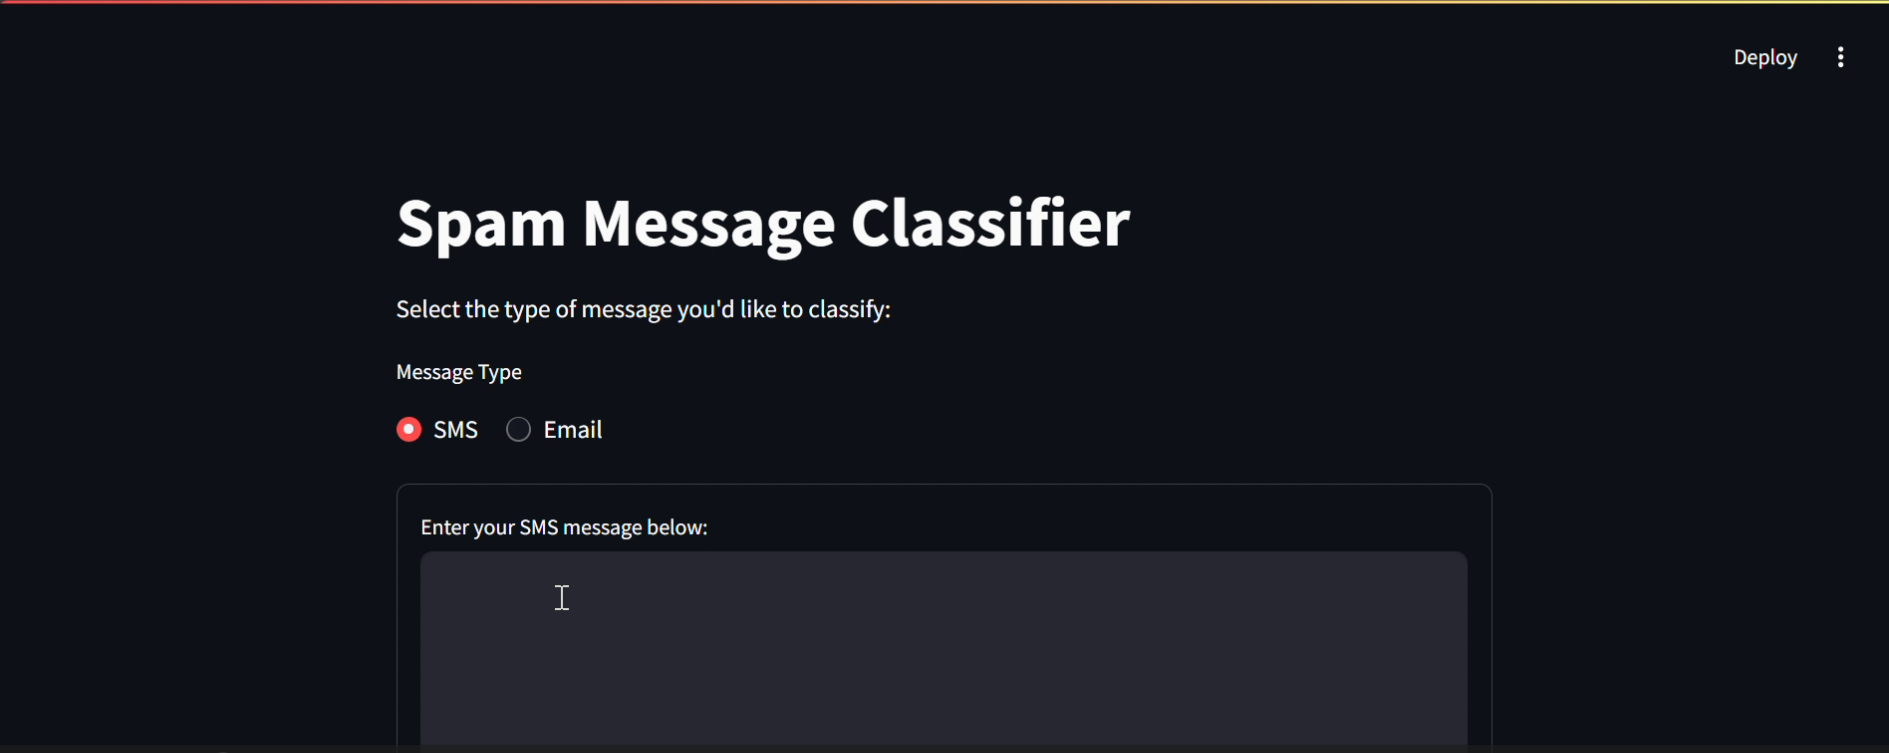 Deploy
Spam Message Classifier
Select the type of message you'd like to classify:
Message Type
SMS Email
Enter your SMS message below: